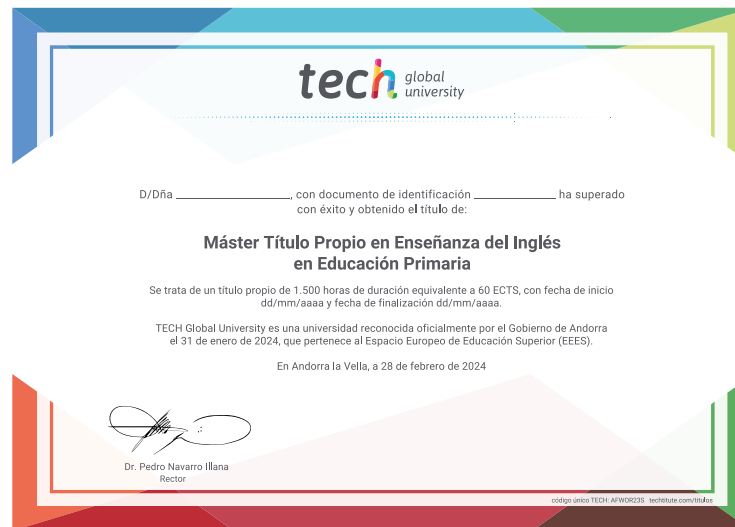 tech global university
D/Dña ____________________, con documento de identificación ______________ ha superado
con éxito y obtenido el título de:
Máster Título Propio en Enseñanza del Inglés
en Educación Primaria
Se trata de un título propio de 1.500 horas de duración equivalente a 60 ECTS, con fecha de inicio
dd/mm/aaaa y fecha de finalización dd/mm/aaaa.
TECH Global University es una universidad reconocida oficialmente por el Gobierno de Andorra
el 31 de enero de 2024, que pertenece al Espacio Europeo de Educación Superior (EEES).
En Andorra la Vella, a 28 de febrero de 2024
Dr. Pedro Navarro Illana
Rector
código único TECH: AFWOR23S techtitute.com/titulos